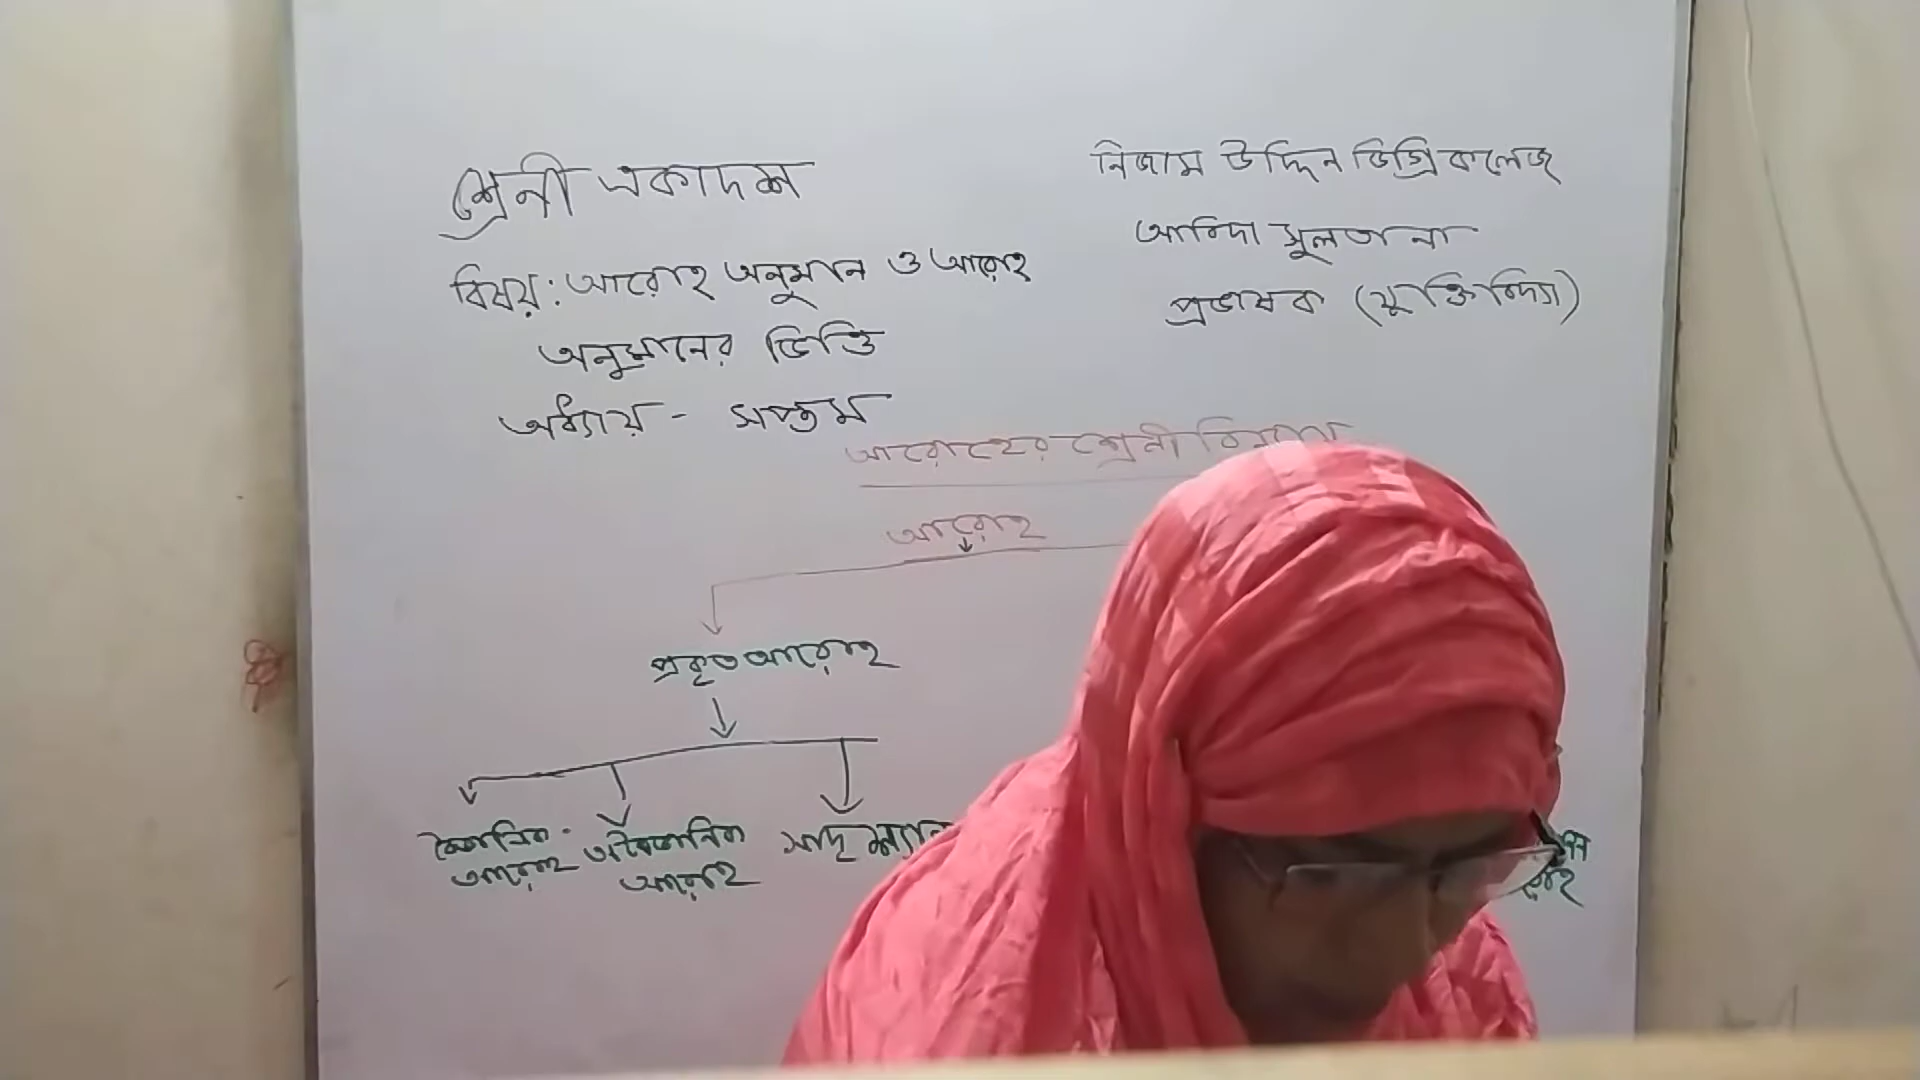 শ্রেনী একাদশ
বিষয়: আরোহ অনুমান ও আরোহ
অনুমানের ভিত্তি
অধ্যায় - সপ্তম
নিজাম উদ্দিন ডিগ্রি কলেজ
আবিদা সুলতানা
প্রভাষক (যুক্তিবিদ্যা)
আরোহের শ্রেনী
আরোহ
প্রকৃত আরোহ
বৈজ্ঞানিক
আরোহ
অবৈজ্ঞানিক
আরোহ